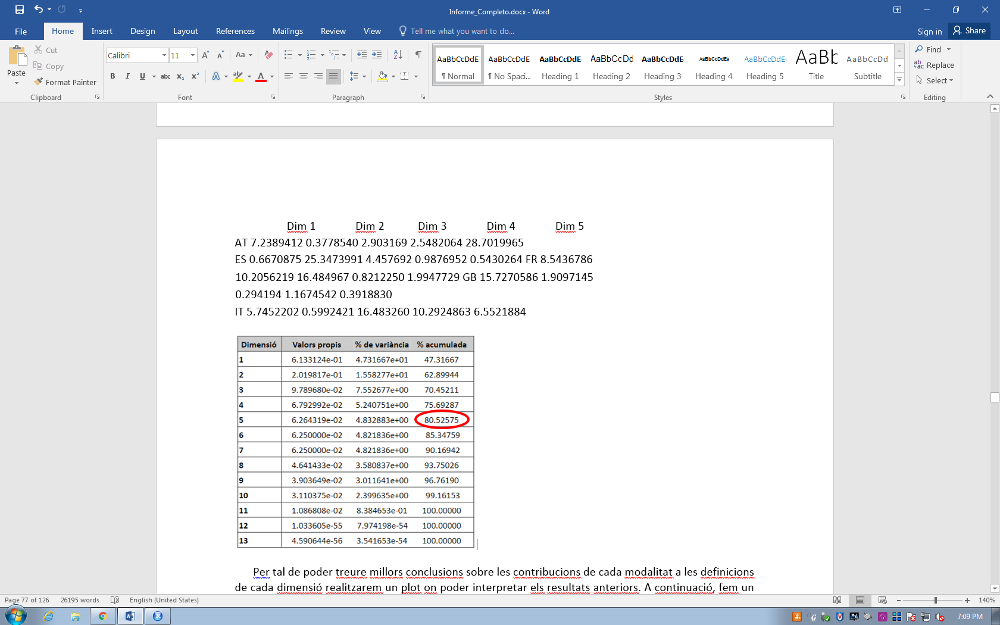 Informe_Completo.docx - Word
File Home Insert Design Layout References Mailings Review View Tell me what you want to do... Sign in Share
Paste
Cut
Copy
Format Painter
Clipboard
Calibri 11
Font
Paragraph
AaBbCcDdE AaBbCcDdE AaBbCcDdE AaBbCcDd AaBbCcDdE AaBbCcDdEe AaBbCcDdE AaBb AaBbCcDd
¶ Normal ¶ No Spaci... Heading 1 Heading 2 Heading 3 Heading 4 Heading 5 Title Subtitle
Styles
Find
Replace
Select
Editing
Dim 1 Dim 2 Dim 3 Dim 4 Dim 5
AT 7.2389412 0.3778540 2.903169 2.5482064 28.7019965
ES 0.6670875 25.3473991 4.457692 0.9876952 0.5430264 FR 8.5436786
10.2056219 16.484967 0.8212250 1.9947729 GB 15.7270586 1.9097145
0.294194 1.1674542 0.3918830
IT 5.7452202 0.5992421 16.483260 10.2924863 6.5521884
Dimensió Valors propis % de variància % acumulada
1 6.133124e-01 4.731667e+01 47.31667
2 2.019817e-01 1.558277e+01 62.89944
3 9.789680e-02 7.552677e+00 70.45211
4 6.792992e-02 5.240751e+00 75.69287
5 6.264319e-02 4.832883e+00 80.52575
6 6.250000e-02 4.821836e+00 85.34759
7 6.250000e-02 4.821836e+00 90.16942
8 4.641433e-02 3.580837e+00 93.75026
9 3.903649e-02 3.011641e+00 96.76190
10 3.110375e-02 2.399635e+00 99.16153
11 1.086808e-02 8.384653e-01 100.00000
12 1.033605e-55 7.974198e-54 100.00000
13 4.590644e-56 3.541653e-54 100.00000
Per tal de poder treure millors conclusions sobre les contribucions de cada modalitat a les definicions
de cada dimensió realitzarem un plot on poder interpretar els resultats anteriors. A continuació, fem un
Page 77 of 126 26195 words English (United States) 140%
7:09 PM